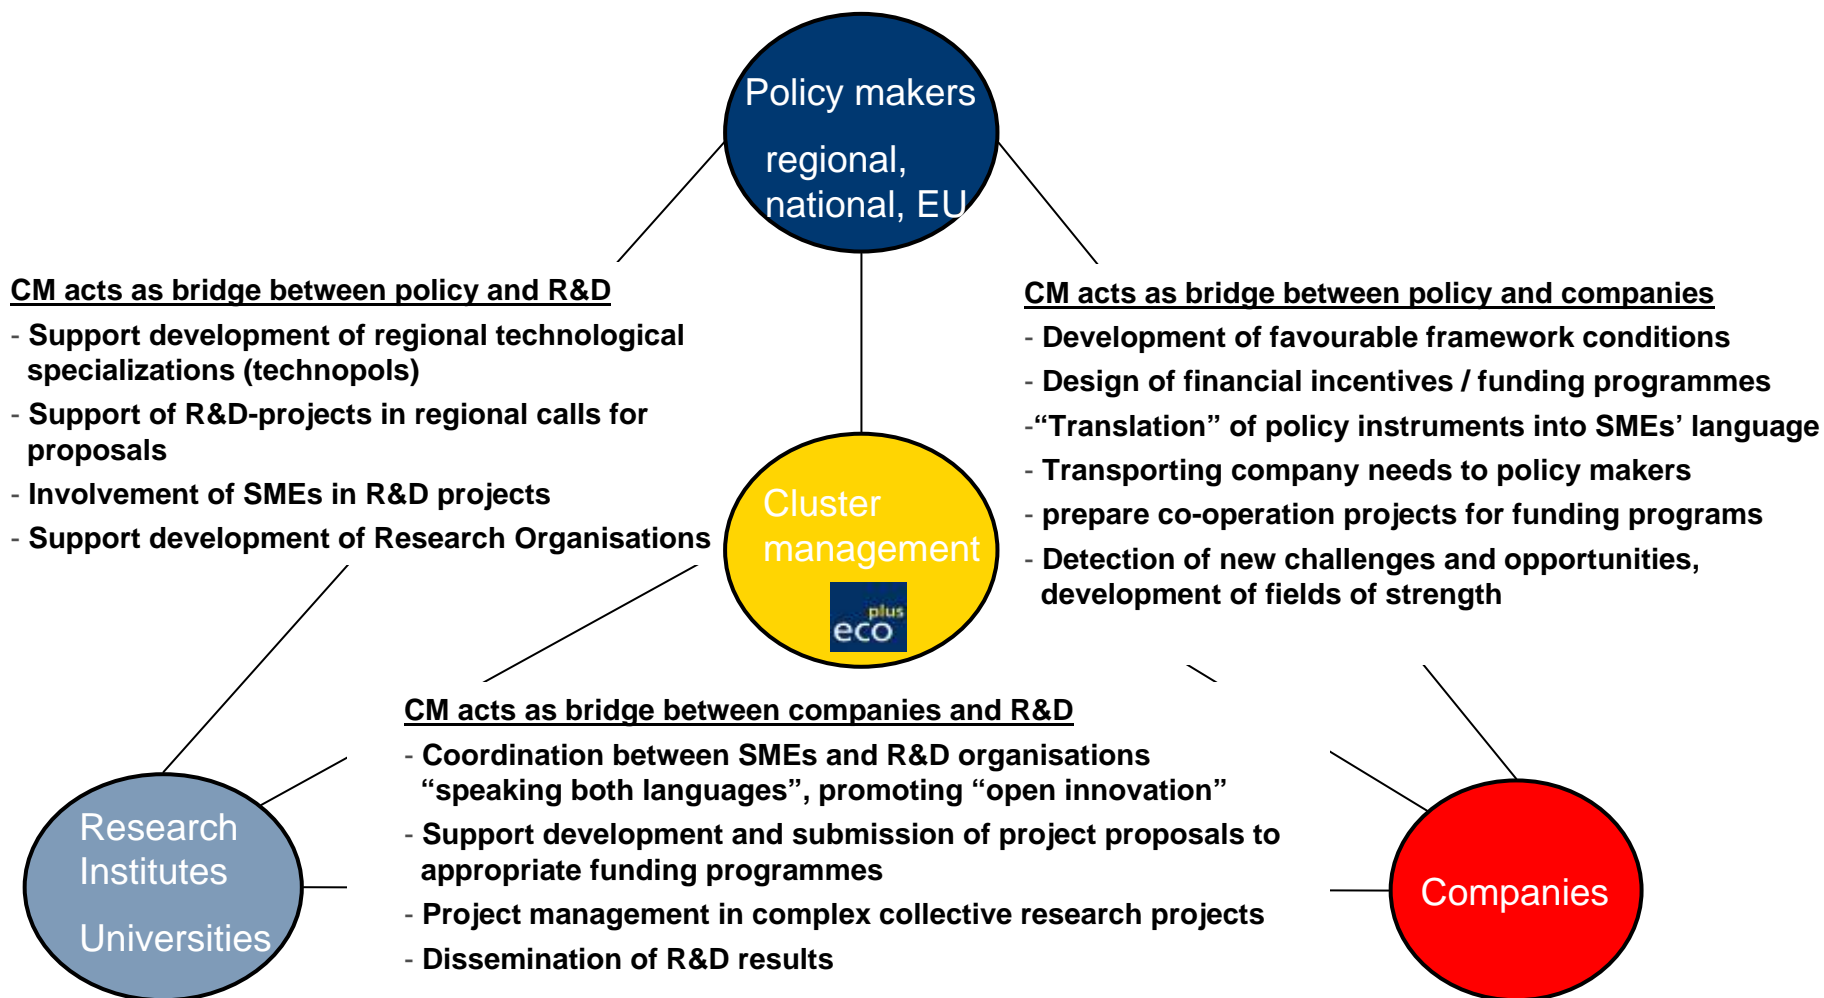 Policy makers
regional,
national, EU
CM acts as bridge between policy and R&D
- Support development of regional technological
specializations (technopols)
- Support of R&D-projects in regional calls for
proposals
- Involvement of SMEs in R&D projects
- Support development of Research Organisations
CM acts as bridge between policy and companies
- Development of favourable framework conditions
- Design of financial incentives / funding programmes
-“Translation” of policy instruments into SMEs’ language
- Transporting company needs to policy makers
- prepare co-operation projects for funding programs
- Detection of new challenges and opportunities,
development of fields of strength
Cluster
management
plus
eco
CM acts as bridge between companies and R&D
- Coordination between SMEs and R&D organisations
“speaking both languages”, promoting “open innovation”
- Support development and submission of project proposals to
appropriate funding programmes
- Project management in complex collective research projects
- Dissemination of R&D results
Research
Institutes
Universities
Companies